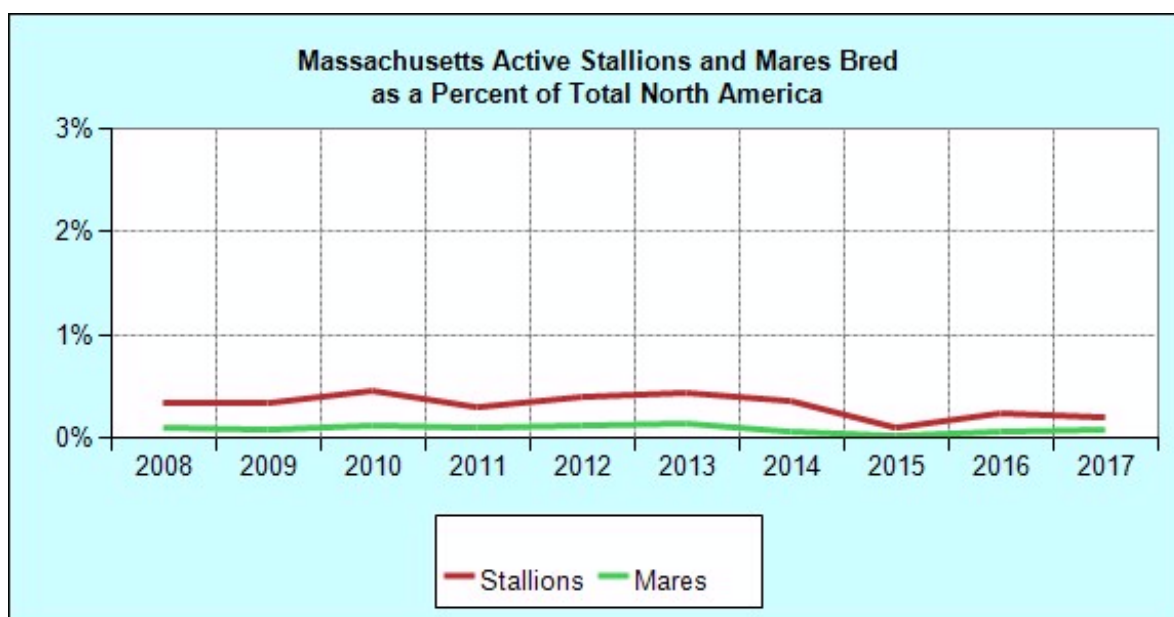 Massachusetts Active Stallions and Mares Bred
as a Percent of Total North America
3%
2%
1%
0%
2008 2009 2010 2011 2012 2013 2014 2015 2016 2017
Stallions Mares